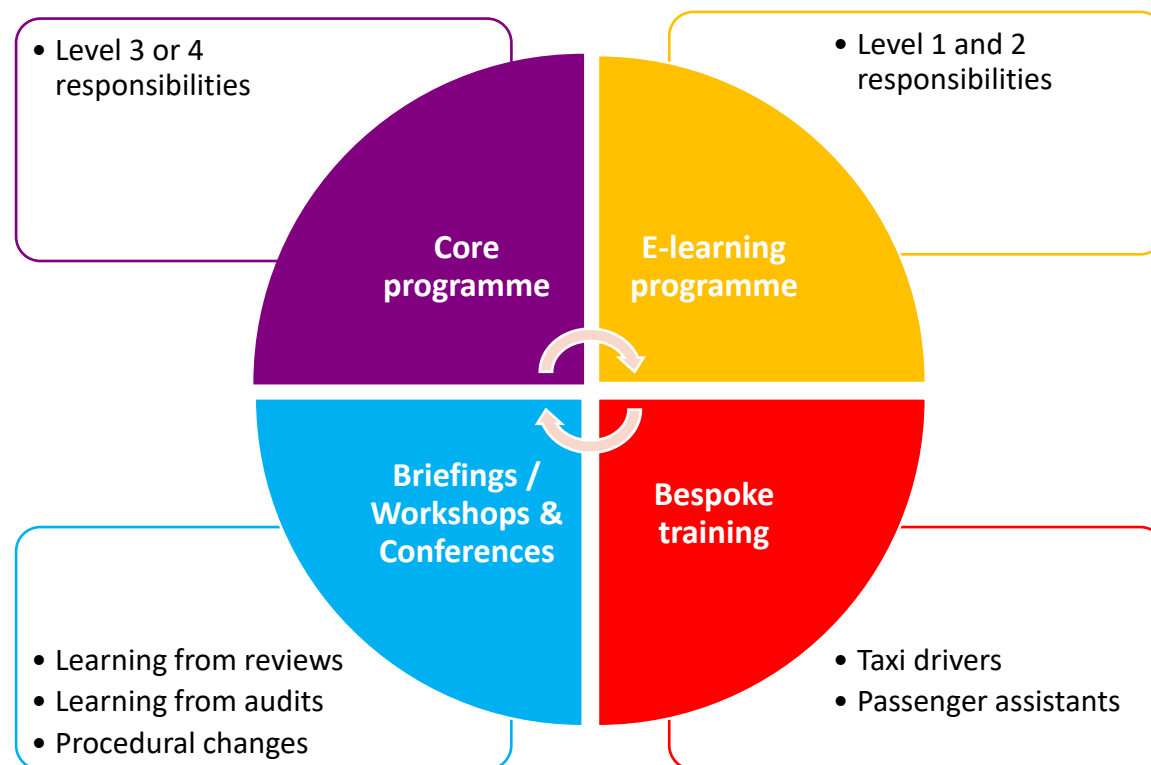 • Level 3 or 4
responsibilities
• Level 1 and 2
responsibilities
Core
programme
E-learning
programme
Briefings /
Workshops &
Conferences
Bespoke
training
• Learning from reviews
• Learning from audits
• Procedural changes
• Taxi drivers
• Passenger assistants